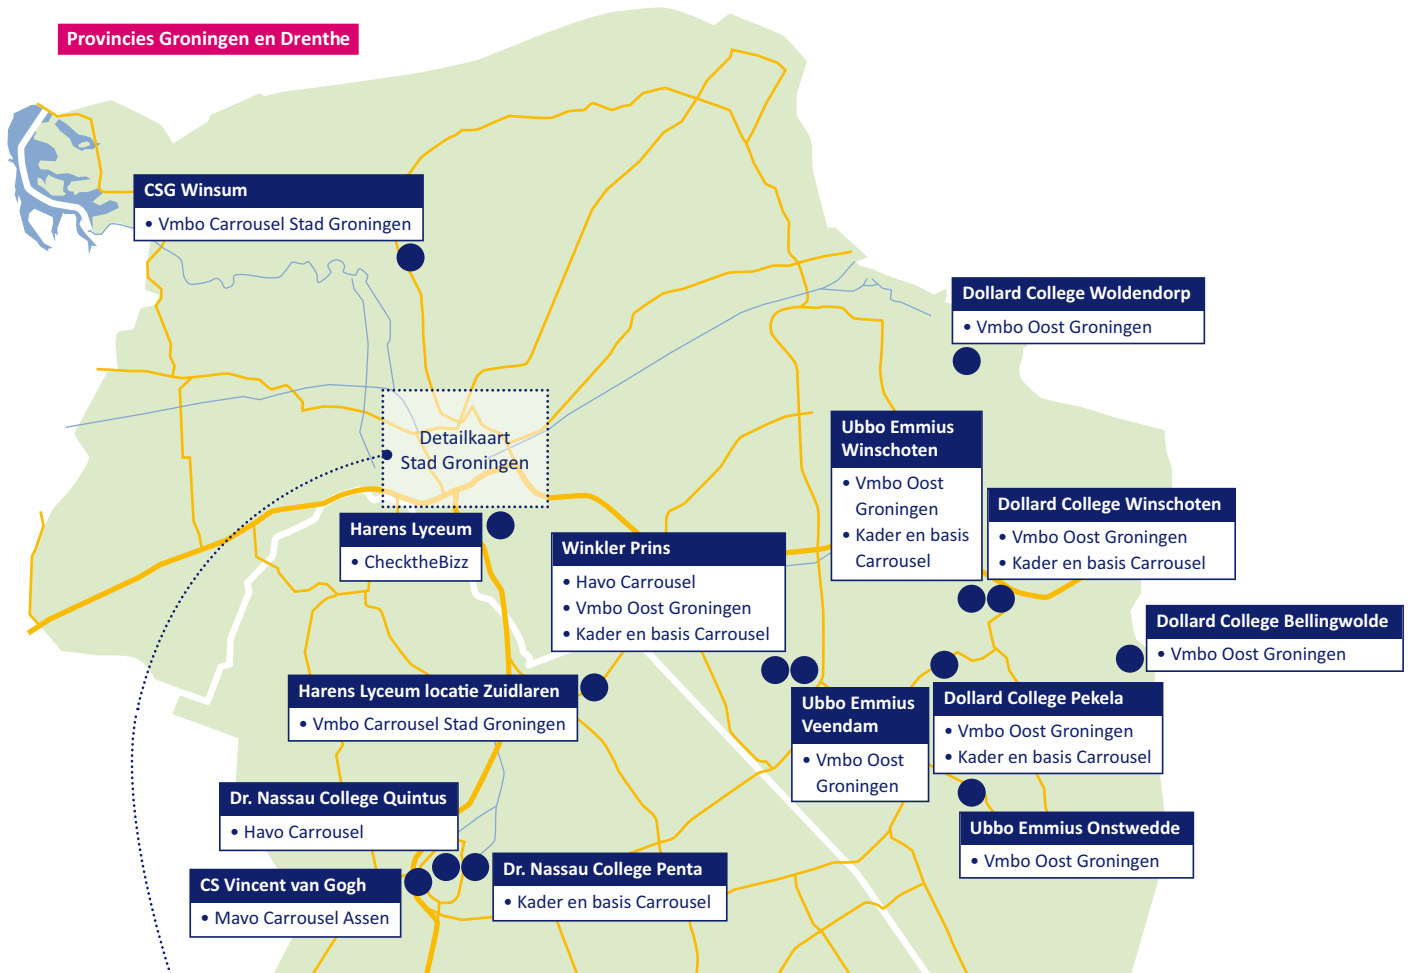 Provincies Groningen en Drenthe
CSG Winsum
• Vmbo Carrousel Stad Groningen
Dollard College Woldendorp
• Vmbo Oost Groningen
Detailkaart
Stad Groningen
Ubbo Emmius
Winschoten
• Vmbo Oost
Groningen
• Kader en basis
Carrousel
Dollard College Winschoten
• Vmbo Oost Groningen
• Kader en basis Carrousel
Harens Lyceum
• ChecktheBizz
Winkler Prins
• Havo Carrousel
• Vmbo Oost Groningen
• Kader en basis Carrousel
Dollard College Bellingwolde
• Vmbo Oost Groningen
Harens Lyceum locatie Zuidlaren
• Vmbo Carrousel Stad Groningen
Ubbo Emmius
Veendam
• Vmbo Oost
Groningen
Dollard College Pekela
• Vmbo Oost Groningen
• Kader en basis Carrousel
Dr. Nassau College Quintus
• Havo Carrousel
Ubbo Emmius Onstwedde
• Vmbo Oost Groningen
CS Vincent van Gogh
• Mavo Carrousel Assen
Dr. Nassau College Penta
• Kader en basis Carrousel